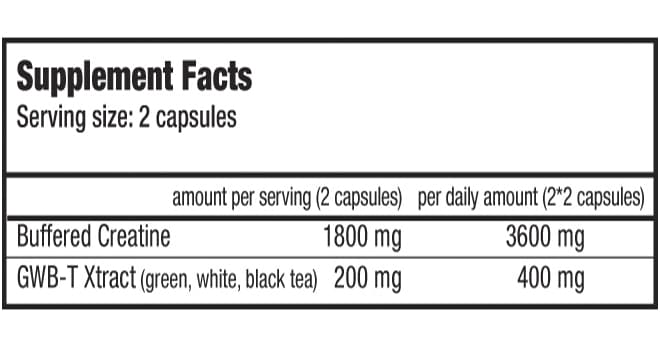 Supplement Facts
Serving size: 2 capsules
amount per serving (2 capsules) per daily amount (2*2 capsules)
Buffered Creatine 1800 mg 3600 mg
GWB-T Xtract (green, white, black tea) 200 mg 400 mg